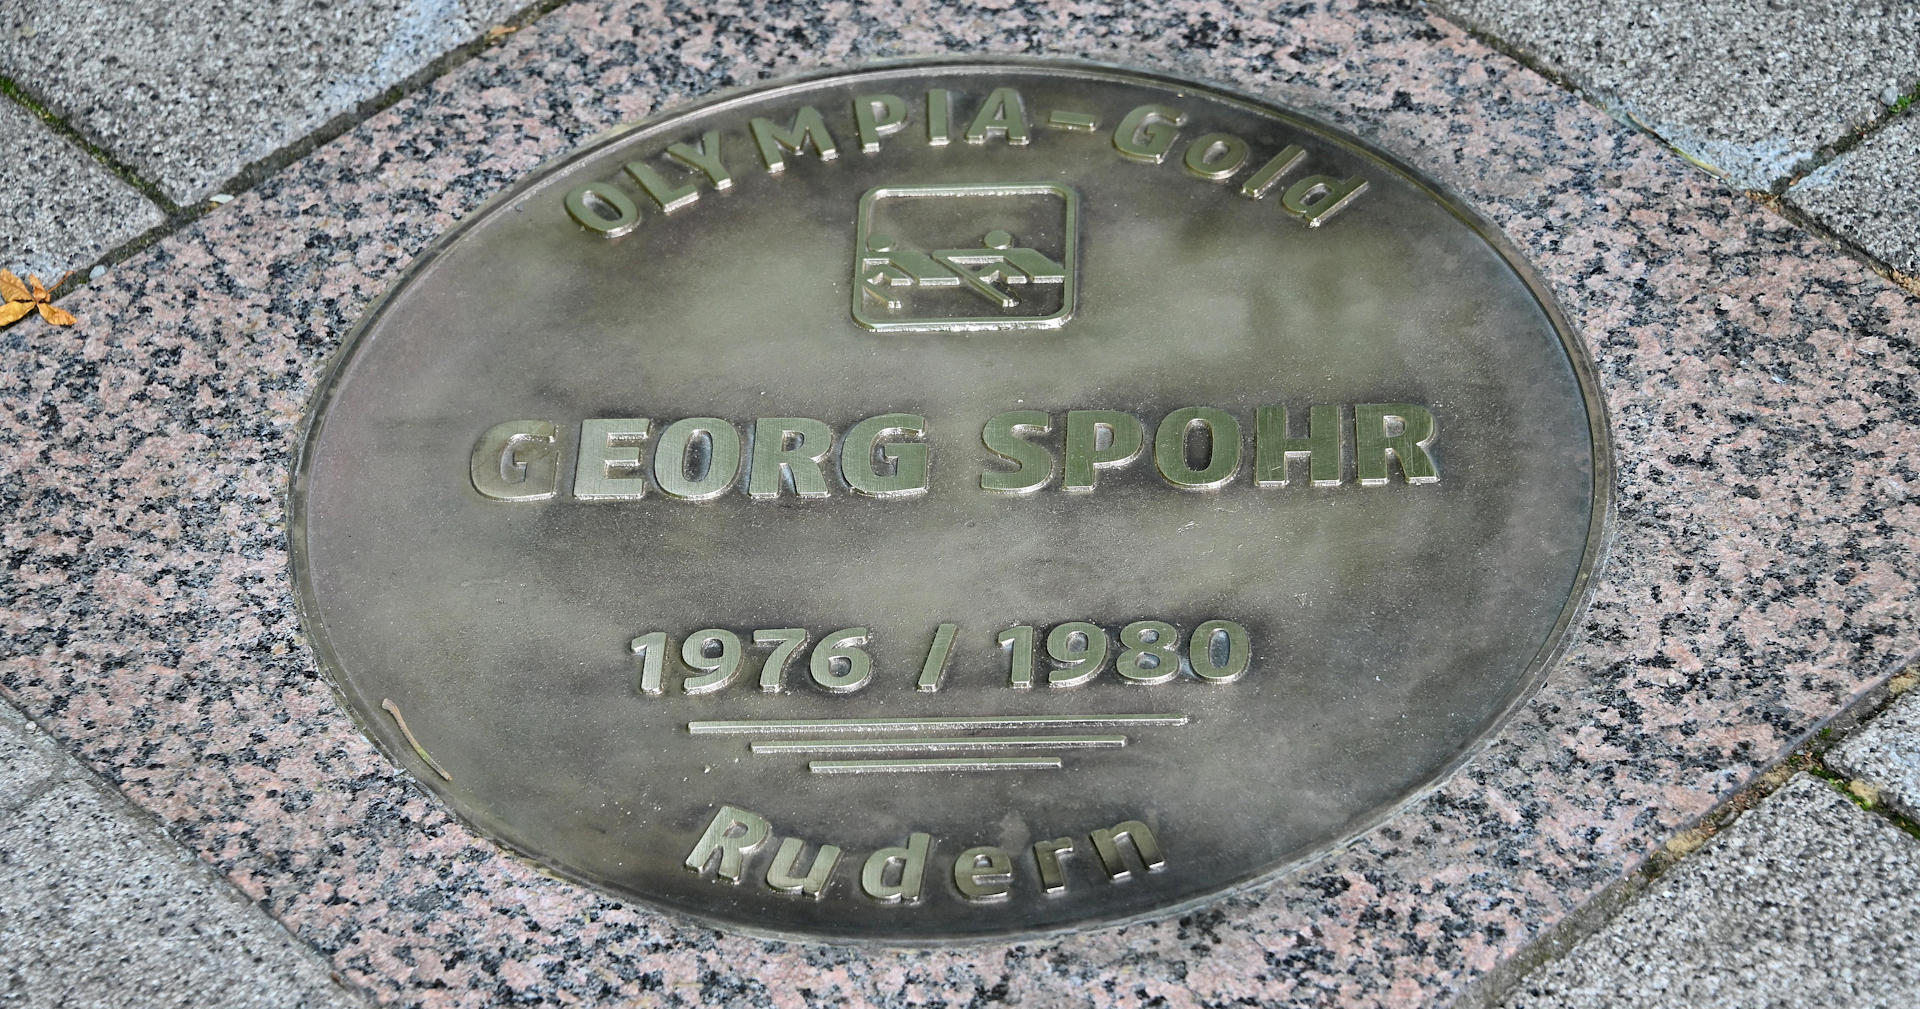 OLYMPIA-Gold
GEORG SPOHR
1976 / 1980
Rudern